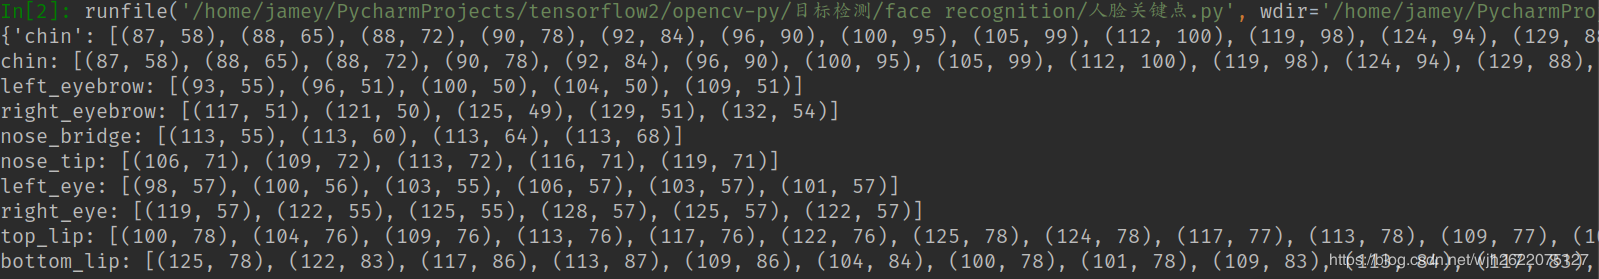 In[2]: runfile('/home/jamey/PycharmProjects/tensorflow2/opencv-py/目标检测/face recognition/人脸关键点.py', wdir='/home/jamey/PycharmProj
{'chin': [(87, 58), (88, 65), (88, 72), (90, 78), (92, 84), (96, 90), (100, 95), (105, 99), (112, 100), (119, 98), (124, 94), (129, 88
chin: [(87, 58), (88, 65), (88, 72), (90, 78), (92, 84), (96, 90), (100, 95), (105, 99), (112, 100), (119, 98), (124, 94), (129, 88),
left_eyebrow: [(93, 55), (96, 51), (100, 50), (104, 50), (109, 51)]
right_eyebrow: [(117, 51), (121, 50), (125, 49), (129, 51), (132, 54)]
nose_bridge: [(113, 55), (113, 60), (113, 64), (113, 68)]
nose_tip: [(106, 71), (109, 72), (113, 72), (116, 71), (119, 71)]
left_eye: [(98, 57), (100, 56), (103, 55), (106, 57), (103, 57), (101, 57)]
right_eye: [(119, 57), (122, 55), (125, 55), (128, 57), (125, 57), (122, 57)]
top_lip: [(100, 78), (104, 76), (109, 76), (113, 76), (117, 76), (122, 76), (125, 78), (124, 78), (117, 77), (113, 78), (109, 77), (10
bottom_lip: [(125, 78), (122, 83), (117, 86), (113, 87), (109, 86), (104, 84), (100, 78), (101, 78), (109, 83), (113, 84), (117, 83),